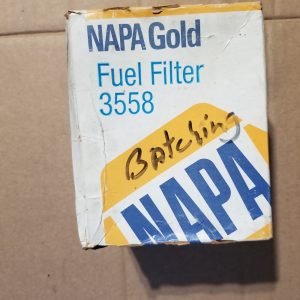 NAPA Gold
Fuel Filter
3558
Batching
NAPA